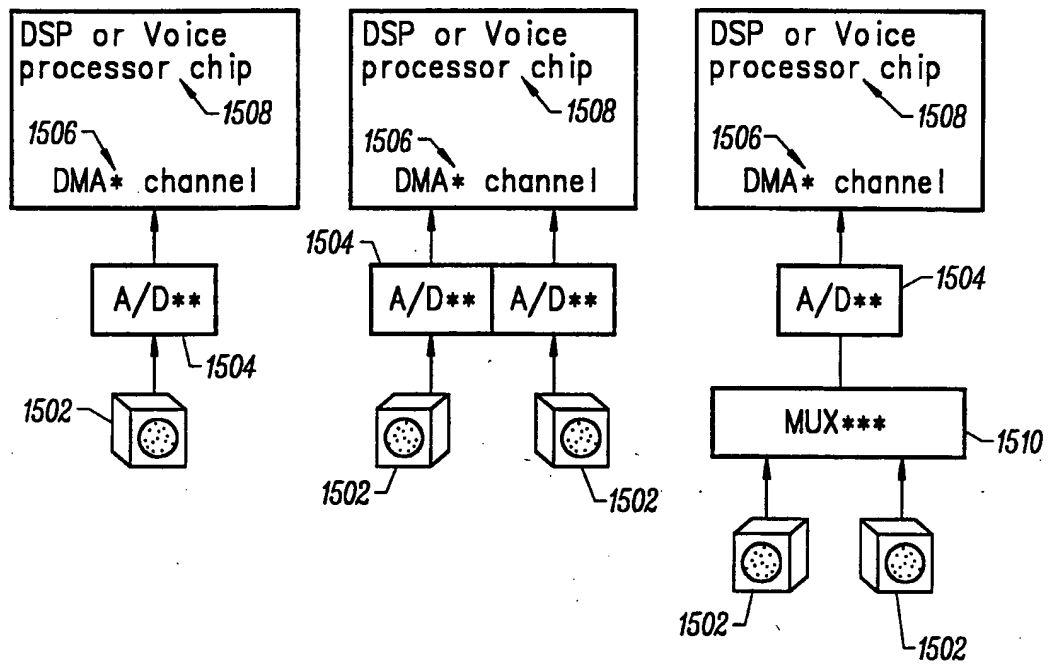 DSP or Voice
processor chip
1508
1506
DMA* channel
A/D**
1504
1502
DSP or Voice
processor chip
1508
1506
DMA* channel
1504
A/D** A/D**
1502
1502
DSP or Voice
processor chip
1508
1506
DMA* channel
A/D**
1504
MUX***
1510
1502
1502